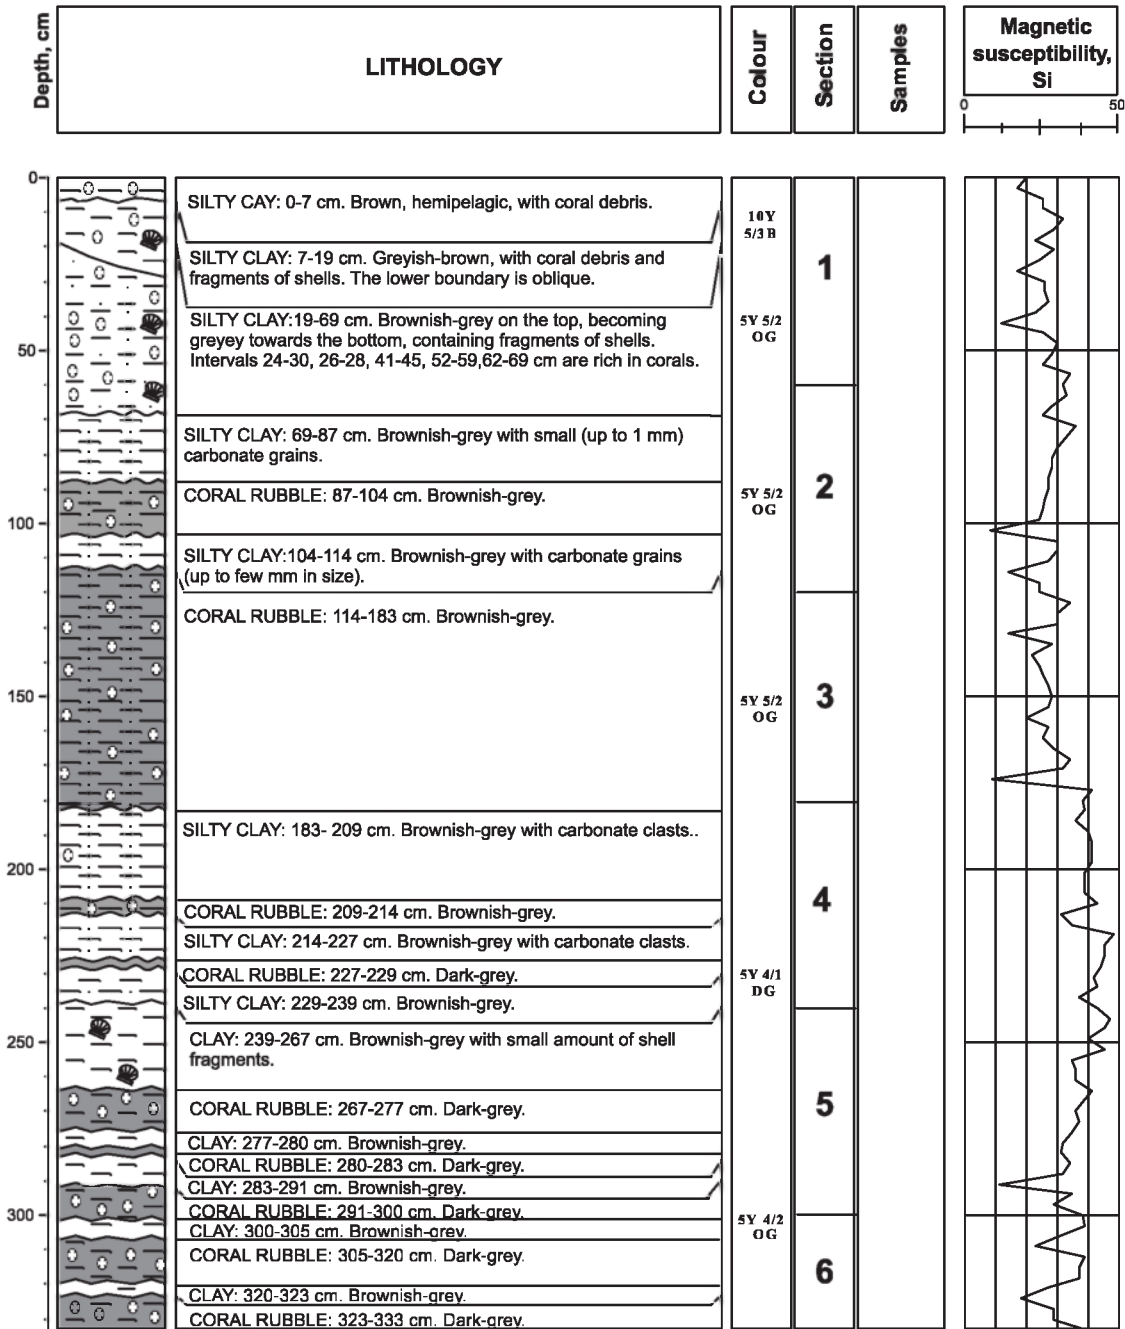 Depth, cm
LITHOLOGY
Colour
Section
Samples
Magnetic
susceptibility,
Si
0
50
0
SILTY CAY: 0-7 cm. Brown, hemipelagic, with coral debris.
10Y
5/3 B
SILTY CLAY: 7-19 cm. Greyish-brown, with coral debris and
fragments of shells. The lower boundary is oblique.
1
SILTY CLAY:19-69 cm. Brownish-grey on the top, becoming
greyey towards the bottom, containing fragments of shells.
Intervals 24-30, 26-28, 41-45, 52-59,62-69 cm are rich in corals.
5Y 5/2
OG
50
SILTY CLAY: 69-87 cm. Brownish-grey with small (up to 1 mm)
carbonate grains.
2
CORAL RUBBLE: 87-104 cm. Brownish-grey.
5Y 5/2
OG
100
SILTY CLAY:104-114 cm. Brownish-grey with carbonate grains
(up to few mm in size).
CORAL RUBBLE: 114-183 cm. Brownish-grey.
150
5Y 5/2
OG
3
SILTY CLAY: 183- 209 cm. Brownish-grey with carbonate clasts..
200
4
CORAL RUBBLE: 209-214 cm. Brownish-grey.
SILTY CLAY: 214-227 cm. Brownish-grey with carbonate clasts.
CORAL RUBBLE: 227-229 cm. Dark-grey.
5Y 4/1
DG
SILTY CLAY: 229-239 cm. Brownish-grey.
250
CLAY: 239-267 cm. Brownish-grey with small amount of shell
fragments.
5
CORAL RUBBLE: 267-277 cm. Dark-grey.
CLAY: 277-280 cm. Brownish-grey.
CORAL RUBBLE: 280-283 cm. Dark-grey.
CLAY: 283-291 cm. Brownish-grey.
CORAL RUBBLE: 291-300 cm. Dark-grey.
300
5Y 4/2
OG
CLAY: 300-305 cm. Brownish-grey.
CORAL RUBBLE: 305-320 cm. Dark-grey.
6
CLAY: 320-323 cm. Brownish-grey.
CORAL RUBBLE: 323-333 cm. Dark-grey.